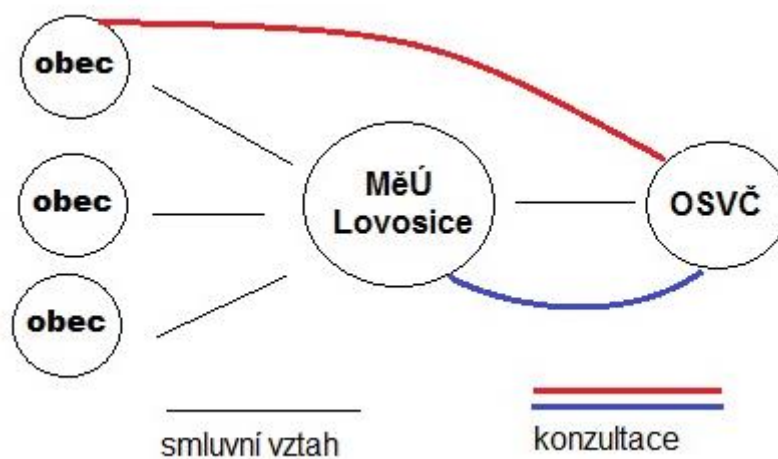 obec
obec
obec
MěÚ
Lovosice
OSVČ
smluvní vztah
konzultace